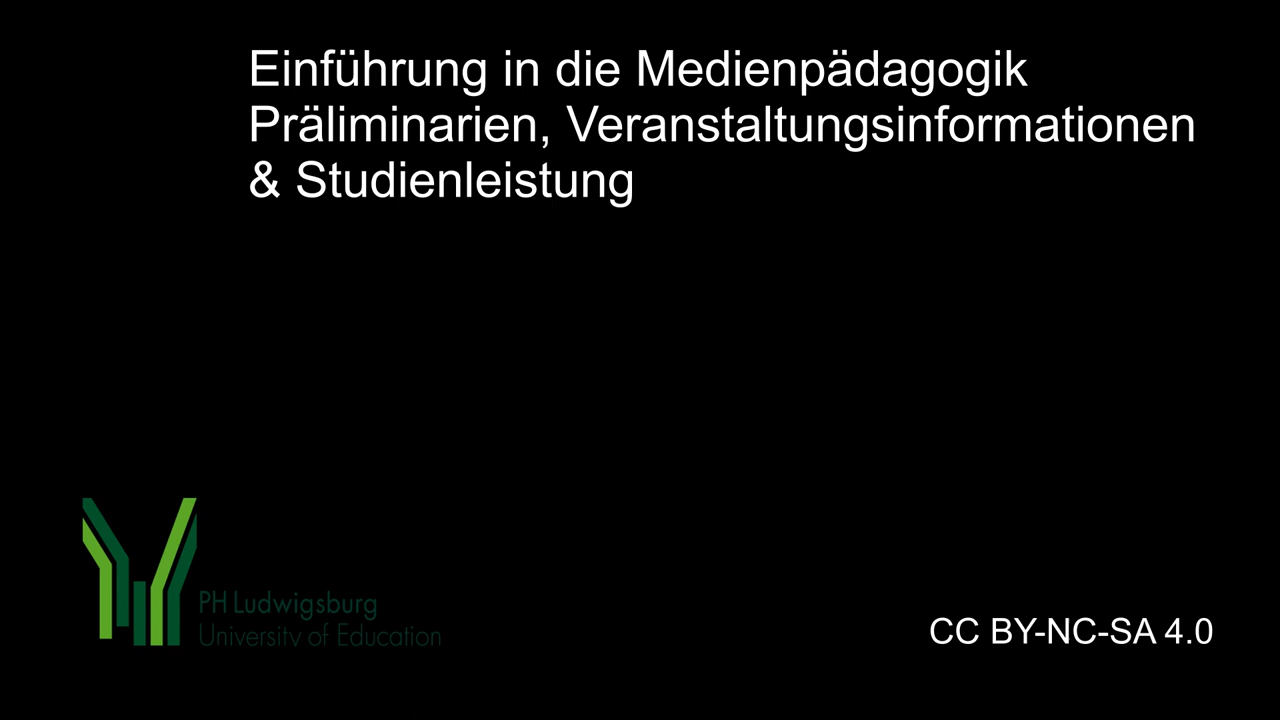 Einführung in die Medienpädagogik
Präliminarien, Veranstaltungsinformationen
& Studienleistung
PH Ludwigsburg
University of Education
CC BY-NC-SA 4.0